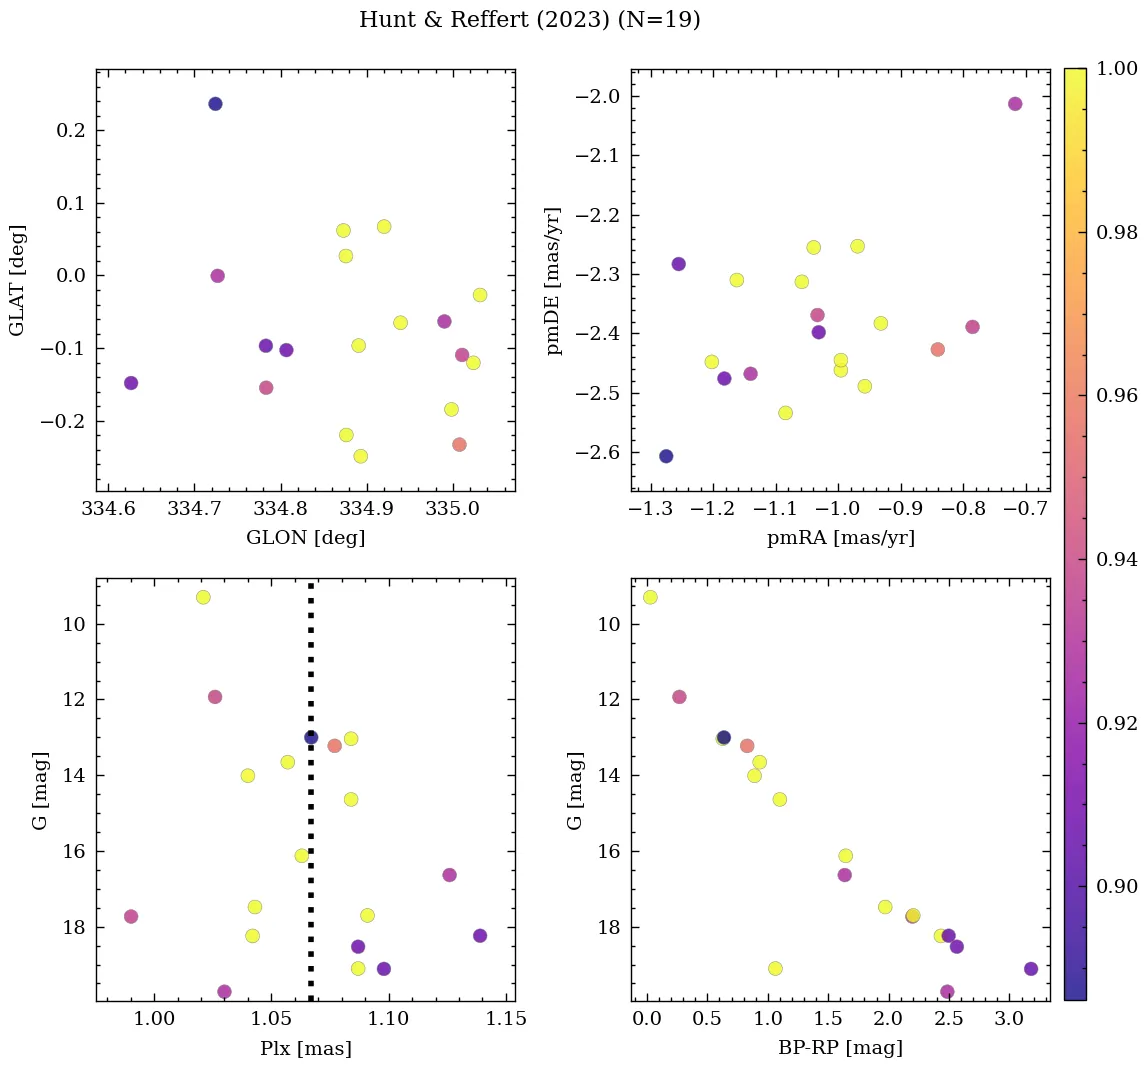 Hunt & Reffert (2023) (N=19)
0.2
0.1
0.0
−0.1
−0.2
GLAT [deg]
334.6 334.7 334.8 334.9 335.0
GLON [deg]
−2.0
−2.1
−2.2
−2.3
−2.4
−2.5
−2.6
pmDE [mas/yr]
−1.3 −1.2 −1.1 −1.0 −0.9 −0.8 −0.7
pmRA [mas/yr]
10
12
14
16
18
G [mag]
1.00 1.05 1.10 1.15
Plx [mas]
10
12
14
16
18
G [mag]
0.0 0.5 1.0 1.5 2.0 2.5 3.0
BP-RP [mag]
1.00
0.98
0.96
0.94
0.92
0.90